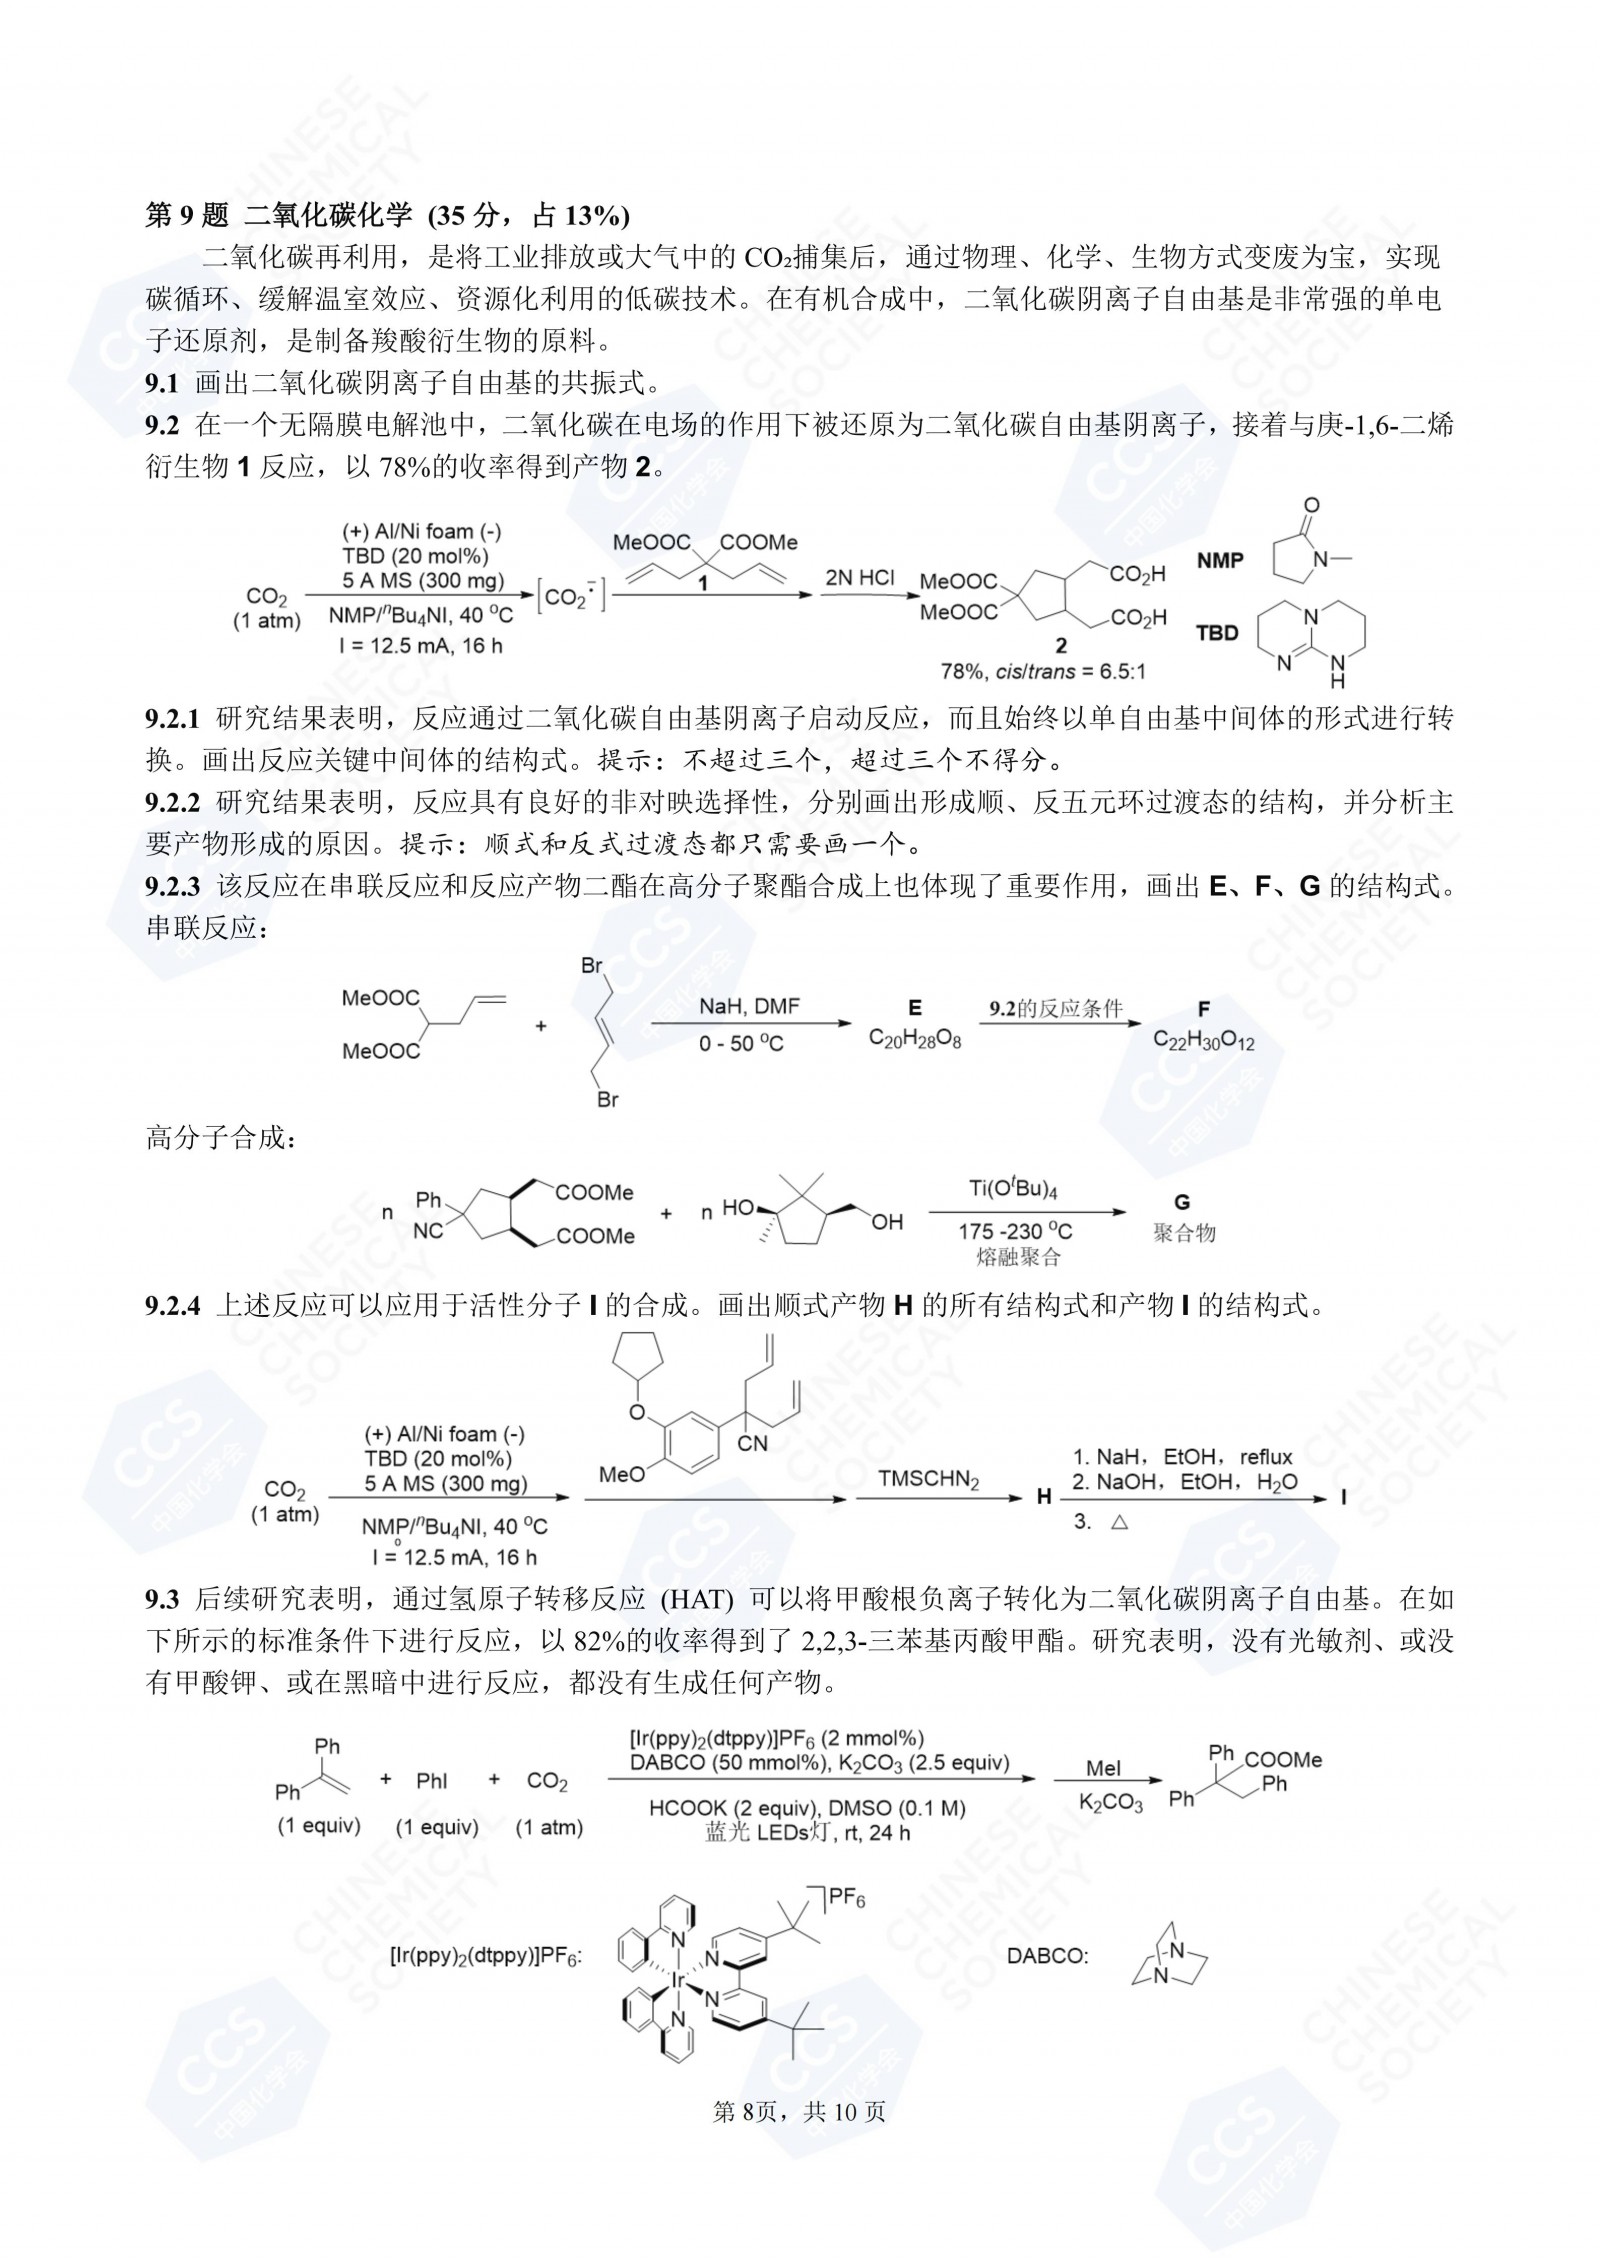 第 9 题 二氧化碳化学 (35 分，占 13%)
二氧化碳再利用，是将工业排放或大气中的 CO₂捕集后，通过物理、化学、生物方式变废为宝，实现
碳循环、缓解温室效应、资源化利用的低碳技术。在有机合成中，二氧化碳阴离子自由基是非常强的单电
子还原剂，是制备羧酸衍生物的原料。
9.1 画出二氧化碳阴离子自由基的共振式。
9.2 在一个无隔膜电解池中，二氧化碳在电场的作用下被还原为二氧化碳自由基阴离子，接着与庚-1,6-二烯
衍生物 1 反应，以 78%的收率得到产物 2。
CO2
(1 atm)
(+) Al/Ni foam (-)
TBD (20 mol%)
5 A MS (300 mg)
NMP/nBu4NI, 40 ℃
I = 12.5 mA, 16 h
[CO2•-]
MeOOC COOMe
1
2N HCl
MeOOC
MeOOC
CO2H
CO2H
2
78%, cis/trans = 6.5:1
NMP
O
N
TBD
N
N
N
H
9.2.1 研究结果表明，反应通过二氧化碳自由基阴离子启动反应，而且始终以单自由基中间体的形式进行转
换。画出反应关键中间体的结构式。提示：不超过三个，超过三个不得分。
9.2.2 研究结果表明，反应具有良好的非对映选择性，分别画出形成顺、反五元环过渡态的结构，并分析主
要产物形成的原因。提示：顺式和反式过渡态都只需要画一个。
9.2.3 该反应在串联反应和反应产物二酯在高分子聚酯合成上也体现了重要作用，画出 E、F、G 的结构式。
串联反应：
MeOOC
MeOOC
+
Br
Br
NaH, DMF
0 - 50 ℃
E
C20H28O8
9.2的反应条件
F
C22H30O12
高分子合成：
n
Ph
NC
COOMe
COOMe
+
n HO
OH
Ti(OtBu)4
175 -230 ℃
熔融聚合
G
聚合物
9.2.4 上述反应可以应用于活性分子 I 的合成。画出顺式产物 H 的所有结构式和产物 I 的结构式。
CO2
(1 atm)
(+) Al/Ni foam (-)
TBD (20 mol%)
5 A MS (300 mg)
NMP/nBu4NI, 40 ℃
I = 12.5 mA, 16 h
O
MeO
CN
TMSCHN2
H
1. NaH，EtOH，reflux
2. NaOH，EtOH，H2O
3. △
I
9.3 后续研究表明，通过氢原子转移反应 (HAT) 可以将甲酸根负离子转化为二氧化碳阴离子自由基。在如
下所示的标准条件下进行反应，以 82%的收率得到了 2,2,3-三苯基丙酸甲酯。研究表明，没有光敏剂、或没
有甲酸钾、或在黑暗中进行反应，都没有生成任何产物。
Ph
Ph
(1 equiv)
+ PhI
(1 equiv)
+ CO2
(1 atm)
[Ir(ppy)2(dtppy)]PF6 (2 mmol%)
DABCO (50 mmol%), K2CO3 (2.5 equiv)
HCOOK (2 equiv), DMSO (0.1 M)
蓝光 LEDs灯, rt, 24 h
MeI
K2CO3
Ph COOMe
Ph
Ph
[Ir(ppy)2(dtppy)]PF6:
N
N
Ir
N
N
PF6
DABCO:
N
N
第 8页，共 10 页
CCS
中国化学会
CHINESE
CHEMICAL
SOCIETY